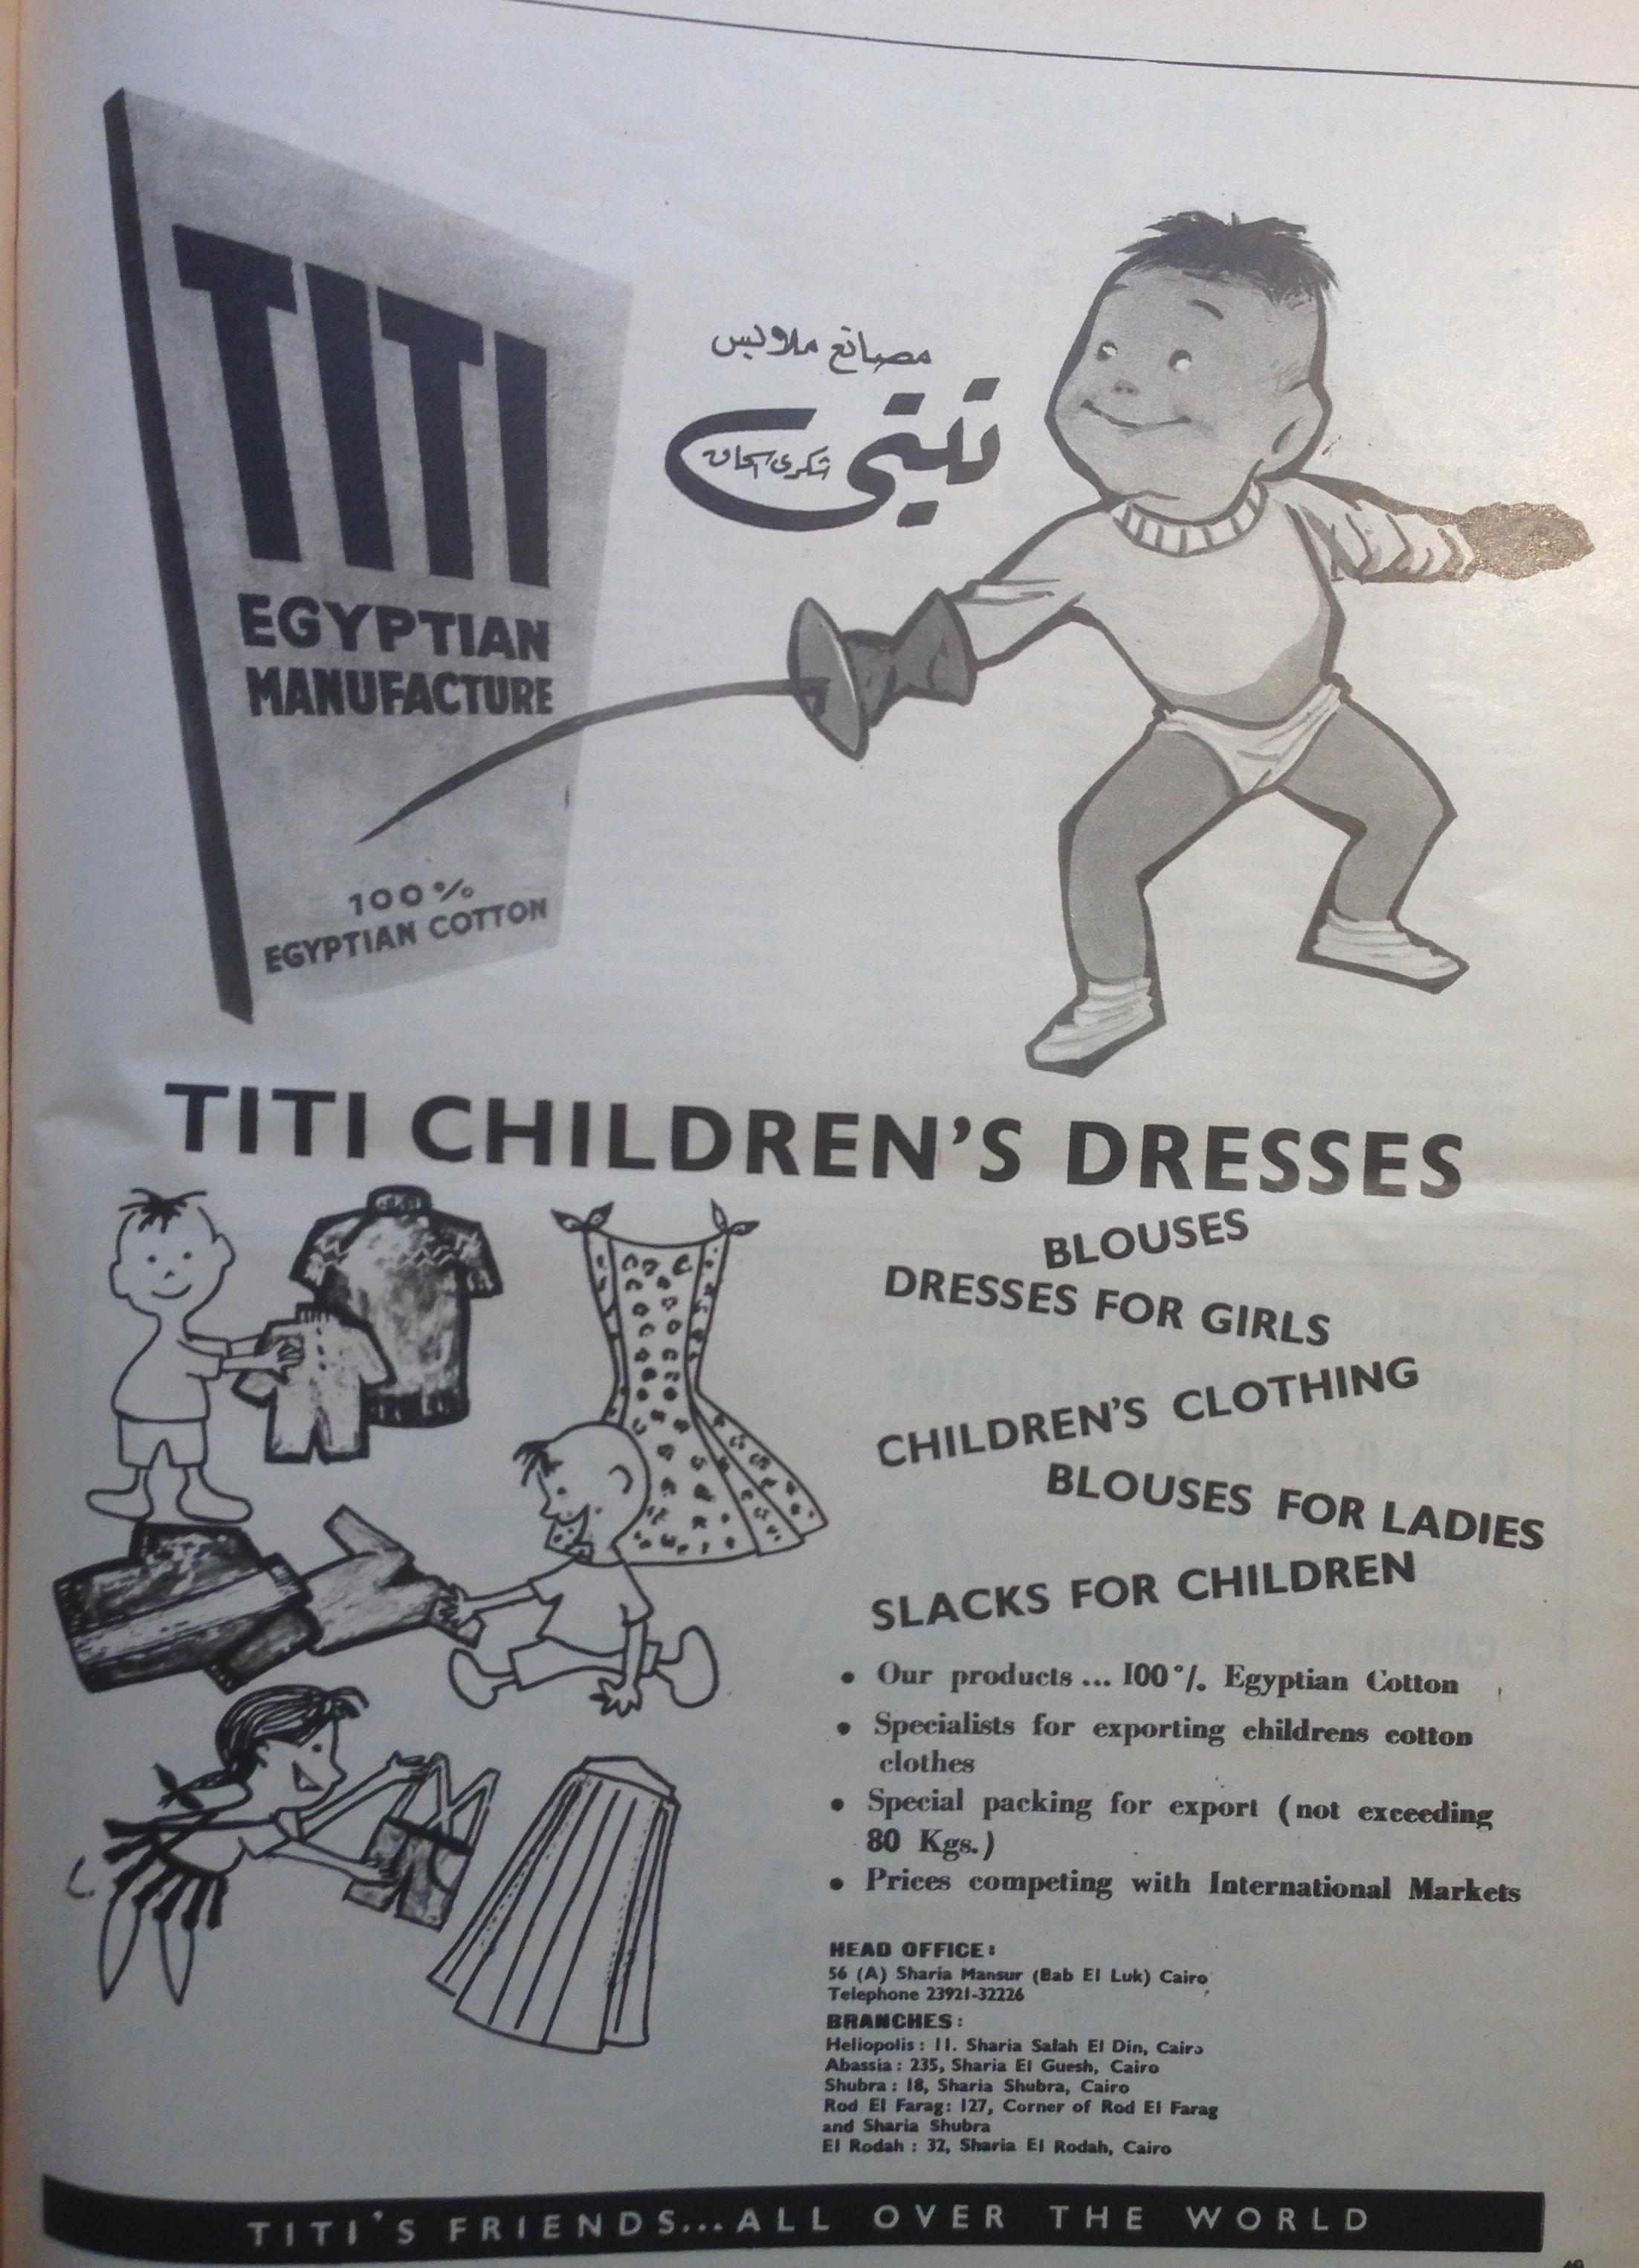 TITI
EGYPTIAN
MANUFACTURE
100%
EGYPTIAN COTTON
مصانع ملابس
تيتى
شكرى اسحاق
TITI CHILDREN'S DRESSES
BLOUSES
DRESSES FOR GIRLS
CHILDREN'S CLOTHING
BLOUSES FOR LADIES
SLACKS FOR CHILDREN
• Our products ... 100%. Egyptian Cotton
• Specialists for exporting childrens cotton
clothes
• Special packing for export (not exceeding
80 Kgs.)
• Prices competing with International Markets
HEAD OFFICE:
56 (A) Sharia Mansur (Bab El Luk) Cairo
Telephone 23921-32226
BRANCHES:
Heliopolis : 11. Sharia Salah El Din, Cairo
Abassia : 235, Sharia El Guesh, Cairo
Shubra : 18, Sharia Shubra, Cairo
Rod El Farag: 127, Corner of Rod El Farag
and Sharia Shubra
El Rodah : 32, Sharia El Rodah, Cairo
TITI'S FRIENDS...ALL OVER THE WORLD